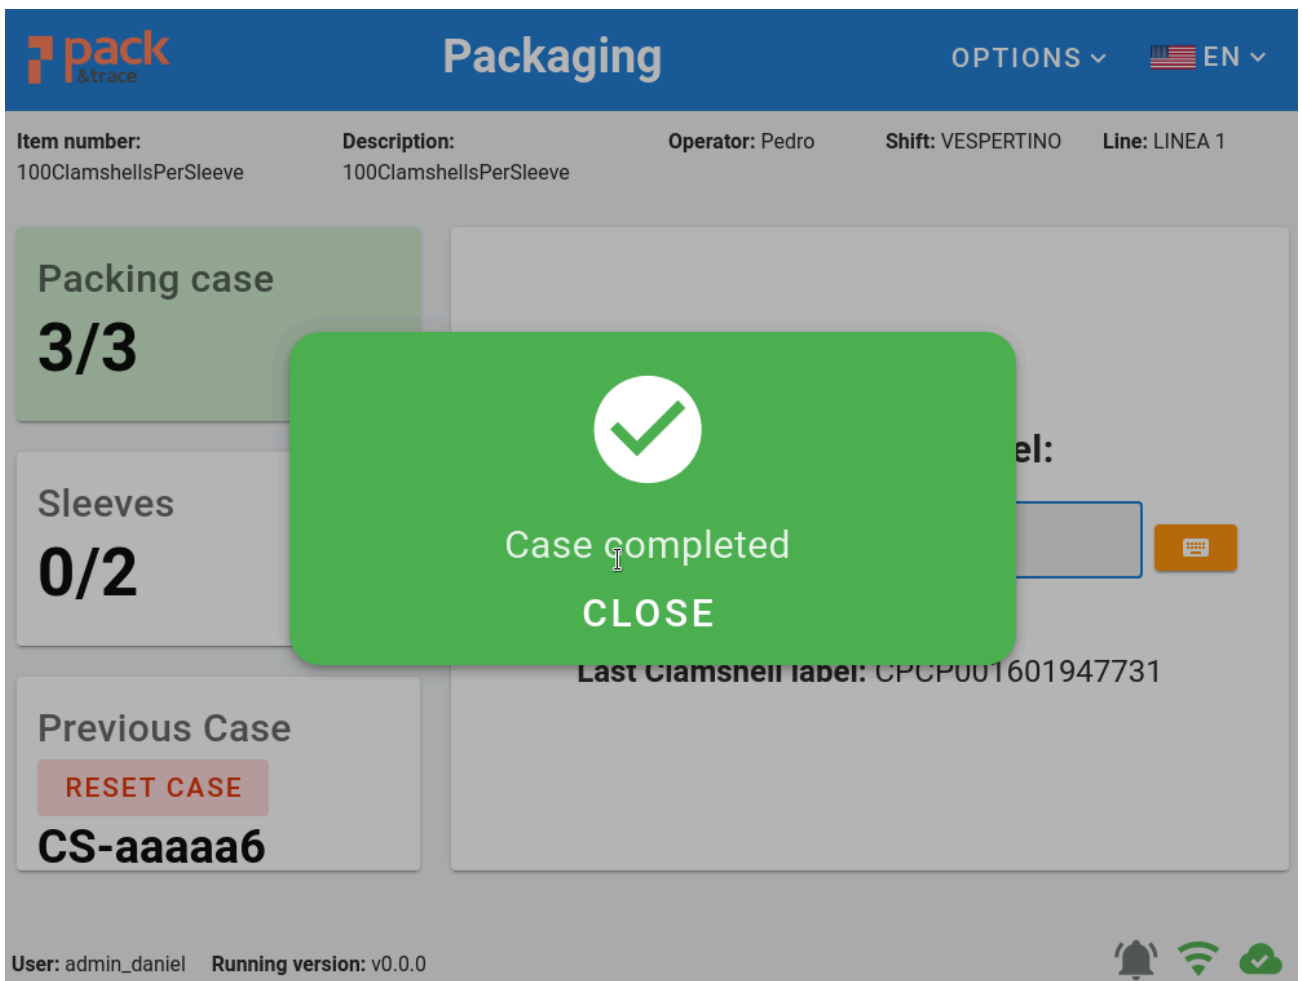 pack
&trace
Packaging
OPTIONS
EN
Item number:
100ClamshellsPerSleeve
Description:
100ClamshellsPerSleeve
Operator: Pedro
Shift: VESPERTINO
Line: LINEA 1
Packing case
3/3
Sleeves
0/2
Previous Case
RESET CASE
CS-aaaaa6
el:
Case completed
CLOSE
Last Clamshell label: CPCP001601947731
User: admin_daniel
Running version: v0.0.0